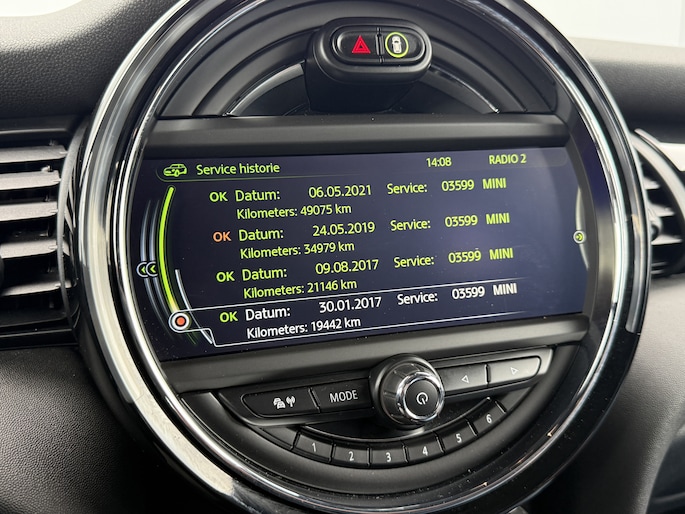 Service historie 14:08 RADIO 2
OK Datum: 06.05.2021 Service: 03599 MINI
Kilometers: 49075 km
OK Datum: 24.05.2019 Service: 03599 MINI
Kilometers: 34979 km
OK Datum: 09.08.2017 Service: 03599 MINI
Kilometers: 21146 km
OK Datum: 30.01.2017 Service: 03599 MINI
Kilometers: 19442 km
MODE
1 2 3 4 5 6